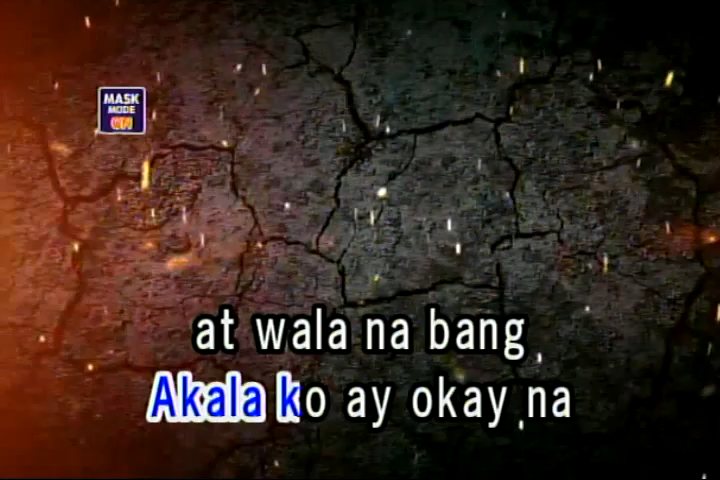 MASK
MODE
ON
at wala na bang
Akala ko ay okay na